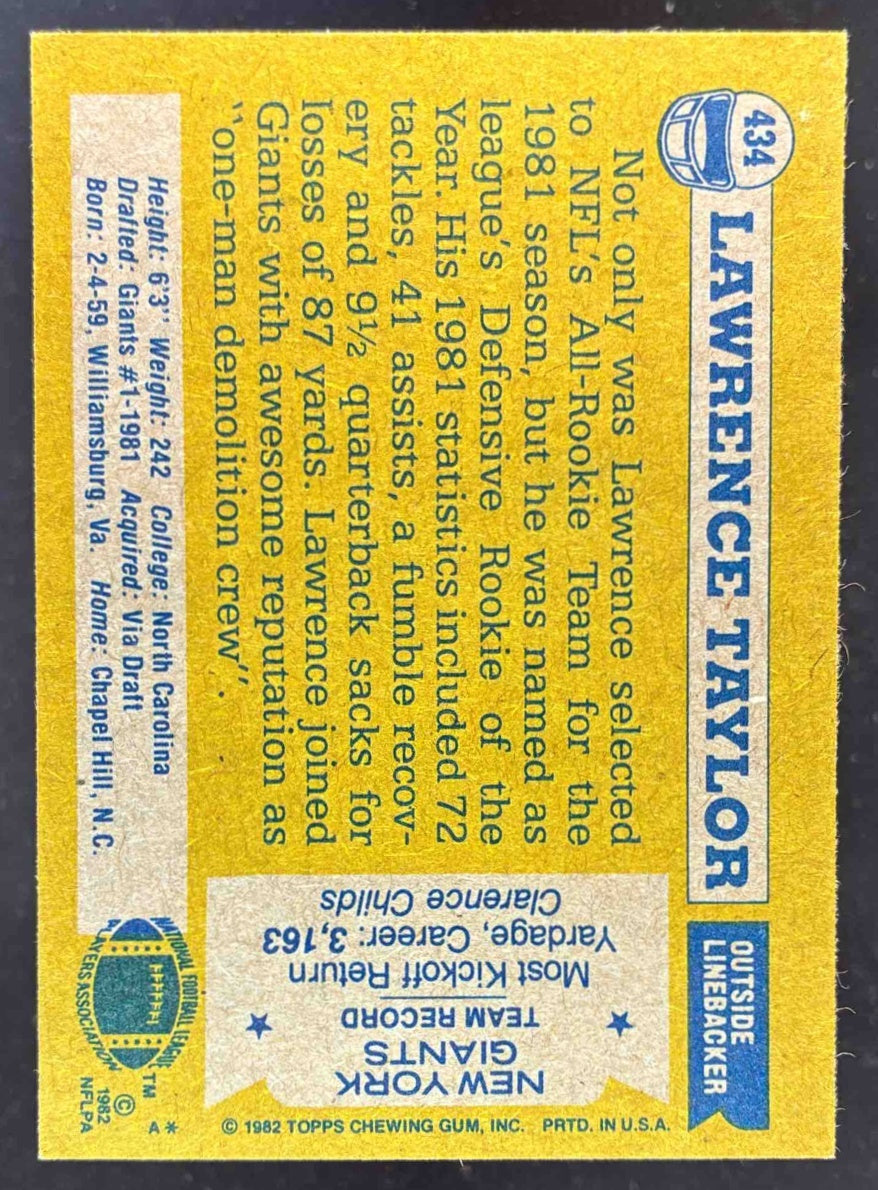 434
LAWRENCE TAYLOR
OUTSIDE
LINEBACKER
Not only was Lawrence selected
to NFL's All-Rookie Team for the
1981 season, but he was named as
league's Defensive Rookie of the
Year. His 1981 statistics included 72
tackles, 41 assists, a fumble recov-
ery and 9½ quarterback sacks for
losses of 87 yards. Lawrence joined
Giants with awesome reputation as
"one-man demolition crew".
Height: 6'3" Weight: 242 College: North Carolina
Drafted: Giants #1-1981 Acquired: Via Draft
Born: 2-4-59, Williamsburg, Va. Home: Chapel Hill, N.C.
NEW YORK
GIANTS
TEAM RECORD
Most Kickoff Return
Yardage, Career: 3,163
Clarence Childs
NATIONAL FOOTBALL LEAGUE
PLAYERS ASSOCIATION
TM
©
1982
NFLPA
A*
© 1982 TOPPS CHEWING GUM, INC. PRTD. IN U.S.A.